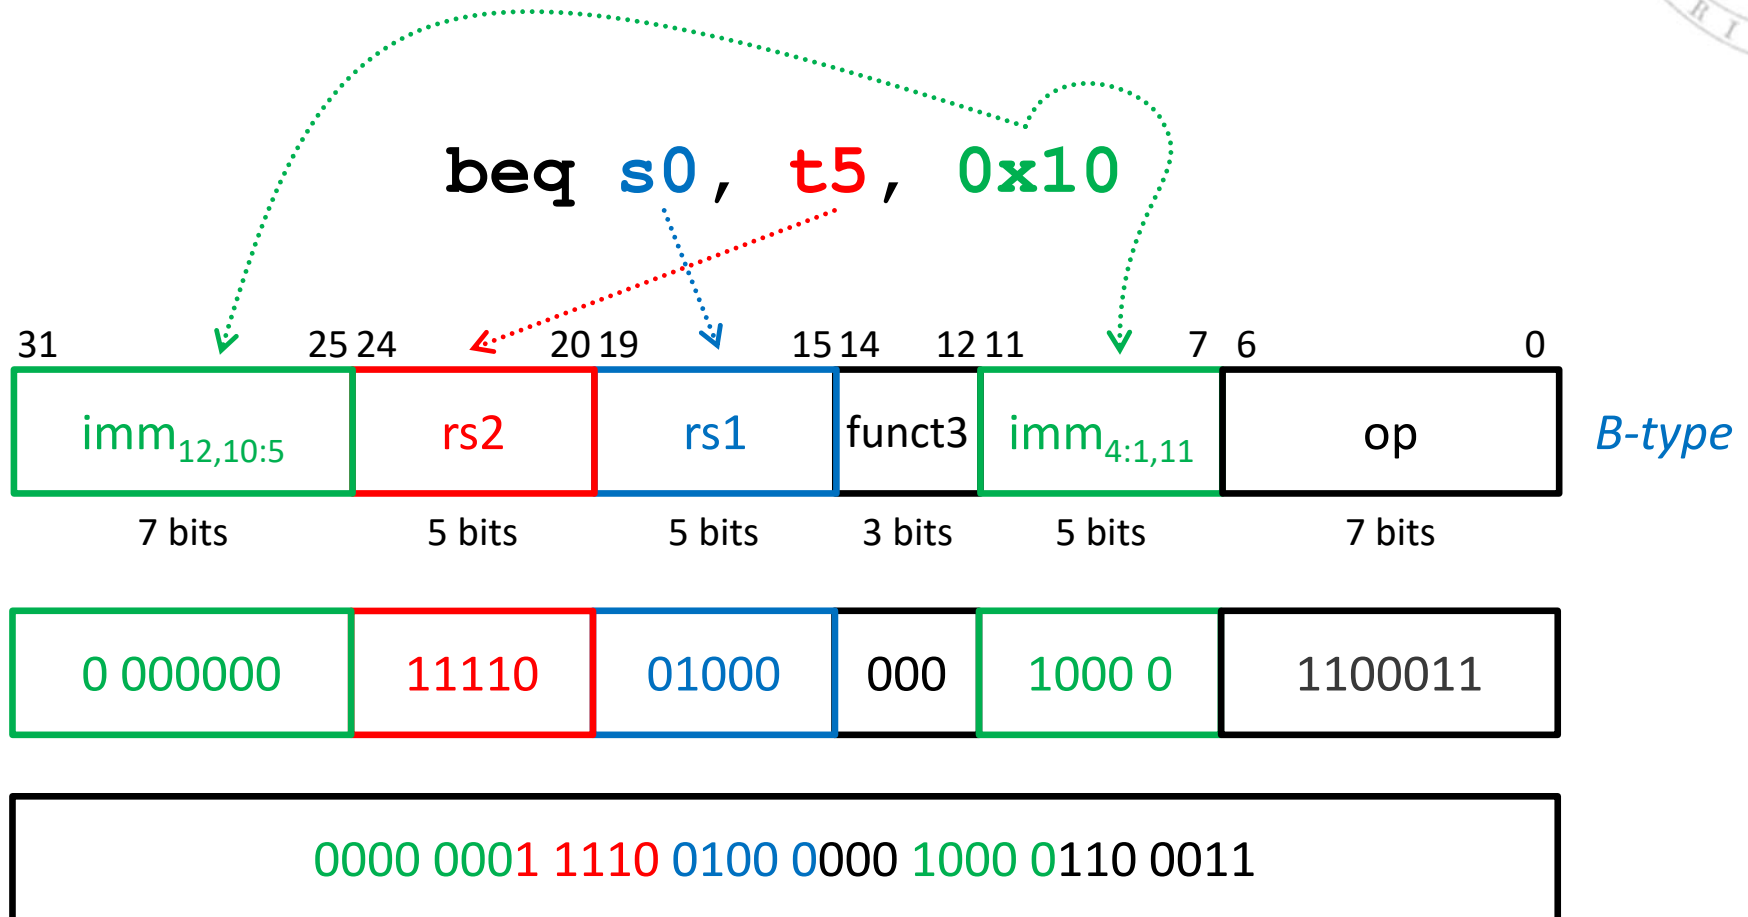 R I
beq s0, t5, 0x10
31 25 24 20 19 15 14 12 11 7 6 0
imm12,10:5 rs2 rs1 funct3 imm4:1,11 op B-type
7 bits 5 bits 5 bits 3 bits 5 bits 7 bits
0 000000 11110 01000 000 1000 0 1100011
0000 0001 1110 0100 0000 1000 0110 0011